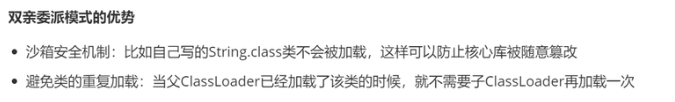 双亲委派模式的优势
• 沙箱安全机制：比如自己写的String.class类不会被加载，这样可以防止核心库被随意篡改
• 避免类的重复加载：当父ClassLoader已经加载了该类的时候，就不需要子ClassLoader再加载一次